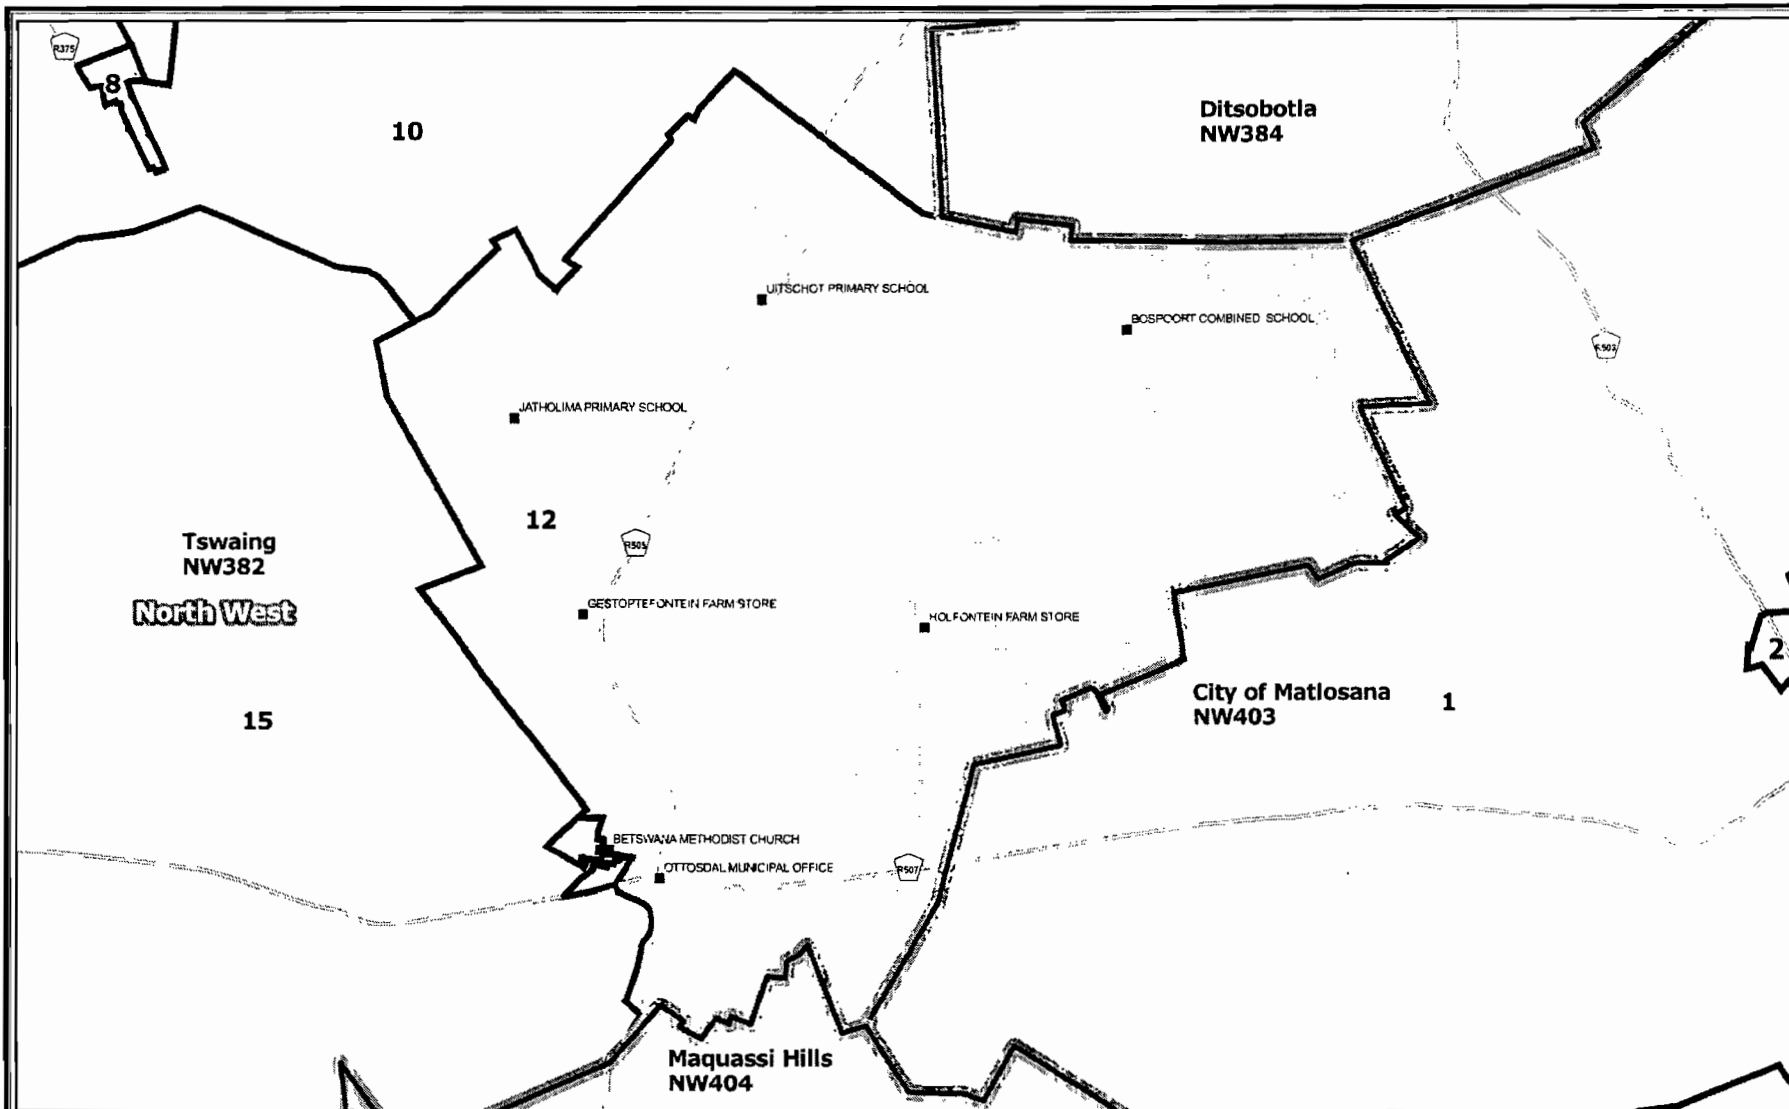 R375
8
10
Ditsobotla
NW384
UITSCHOT PRIMARY SCHOOL
BOSPOORT COMBINED SCHOOL
R503
JATHOLIMA PRIMARY SCHOOL
12
R505
Tswaing
NW382
North West
GESTOPTEFONTEIN FARM STORE
HOLFONTEIN FARM STORE
2
15
City of Matlosana
NW403
1
BETSWANA METHODIST CHURCH
OTTOSDAL MUNICIPAL OFFICE
R507
Maquassi Hills
NW404